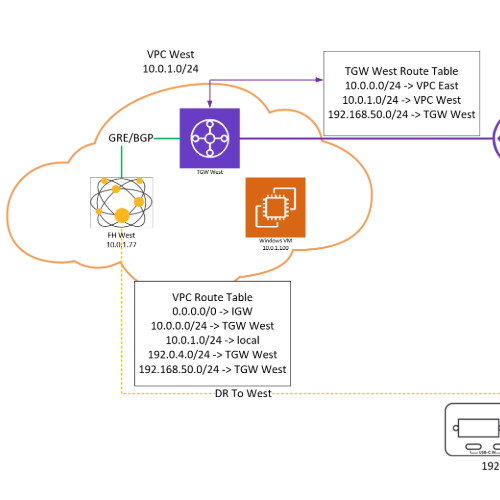 VPC West
10.0.1.0/24
TGW West Route Table
10.0.0.0/24 -> VPC East
10.0.1.0/24 -> VPC West
192.168.50.0/24 -> TGW West
GRE/BGP
TGW West
FH West
10.0.1.77
Windows VM
10.0.1.100
VPC Route Table
0.0.0.0/0 -> IGW
10.0.0.0/24 -> TGW West
10.0.1.0/24 -> local
192.0.4.0/24 -> TGW West
192.168.50.0/24 -> TGW West
DR To West
192